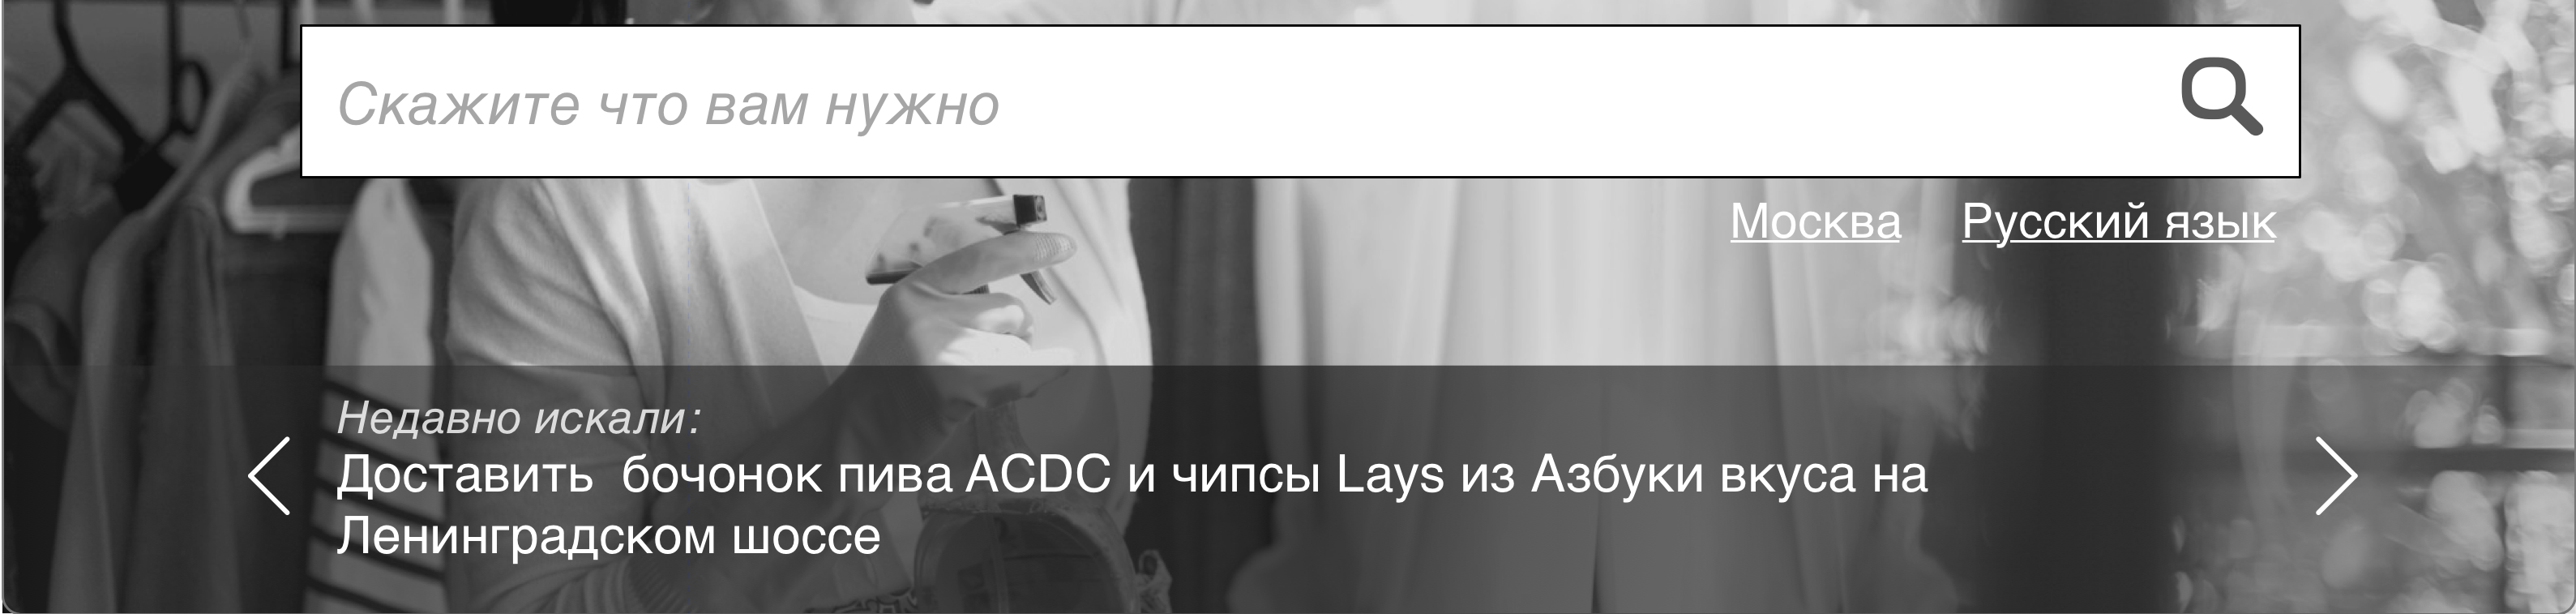 Скажите что вам нужно
Москва Русский язык
Недавно искали:
Доставить бочонок пива ACDC и чипсы Lays из Азбуки вкуса на
Ленинградском шоссе